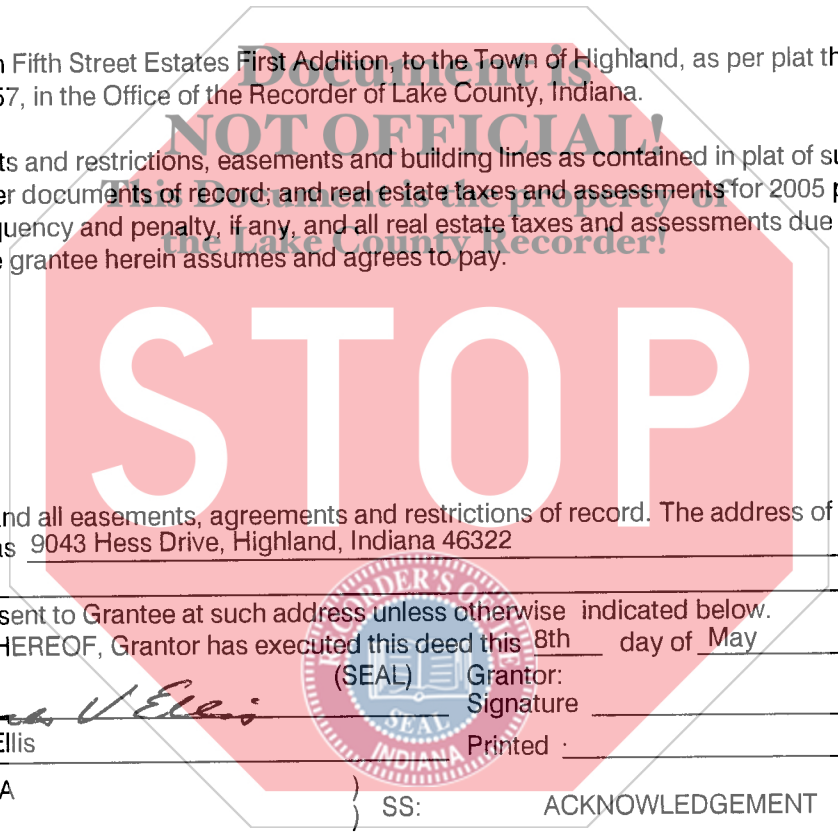 Fifth Street Estates First Addition, to the Town of Highland, as per plat th
57, in the Office of the Recorder of Lake County, Indiana.
Document is
NOT OFFICIAL!
This Document is the property of
the Lake County Recorder!
ts and restrictions, easements and building lines as contained in plat of su
er documents of record; and real estate taxes and assessments for 2005 p
quency and penalty, if any, and all real estate taxes and assessments due
e grantee herein assumes and agrees to pay.
STOP
nd all easements, agreements and restrictions of record. The address of
as 9043 Hess Drive, Highland, Indiana 46322
sent to Grantee at such address unless otherwise indicated below.
HEREOF, Grantor has executed this deed this 8th day of May
RECORDER'S OFFICE
SEAL
INDIANA
(SEAL) Grantor:
V Ellis Signature
Ellis Printed
A ) SS: ACKNOWLEDGEMENT
)